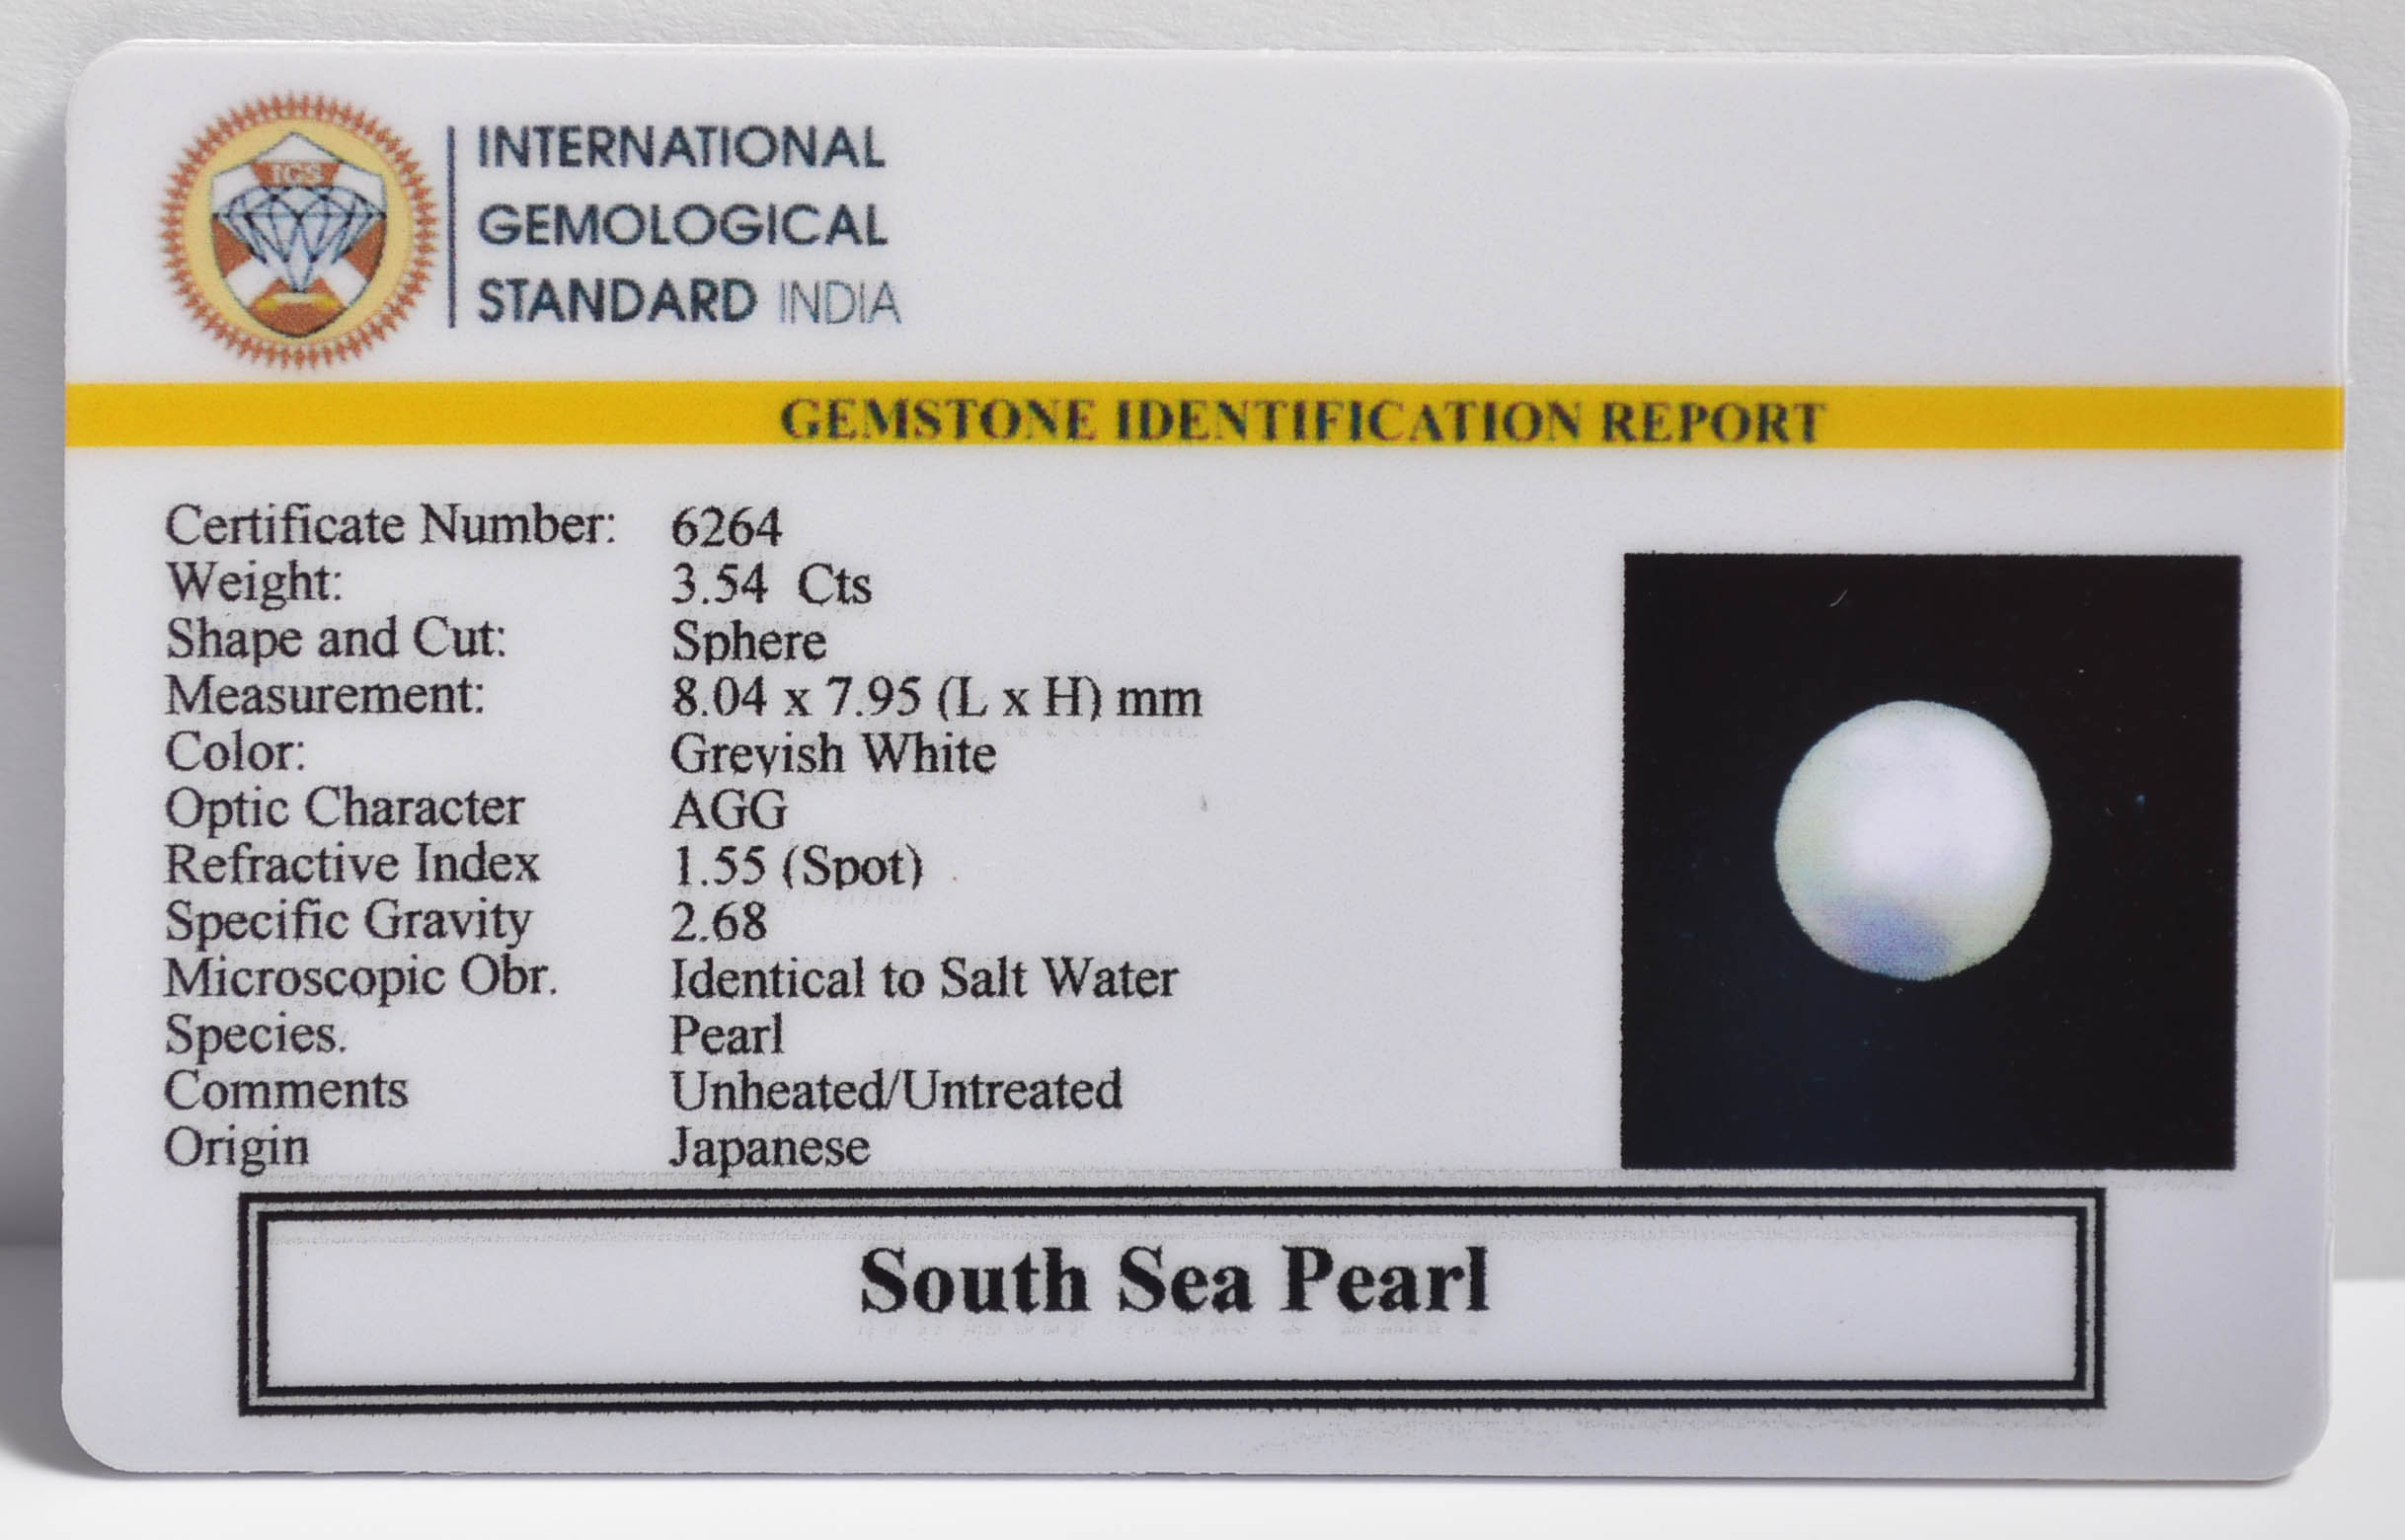 IGS
INTERNATIONAL
GEMOLOGICAL
STANDARD INDIA
GEMSTONE IDENTIFICATION REPORT
Certificate Number: 6264
Weight: 3.54 Cts
Shape and Cut: Sphere
Measurement: 8.04 x 7.95 (L x H) mm
Color: Greyish White
Optic Character AGG
Refractive Index 1.55 (Spot)
Specific Gravity 2.68
Microscopic Obr. Identical to Salt Water
Species. Pearl
Comments Unheated/Untreated
Origin Japanese
South Sea Pearl